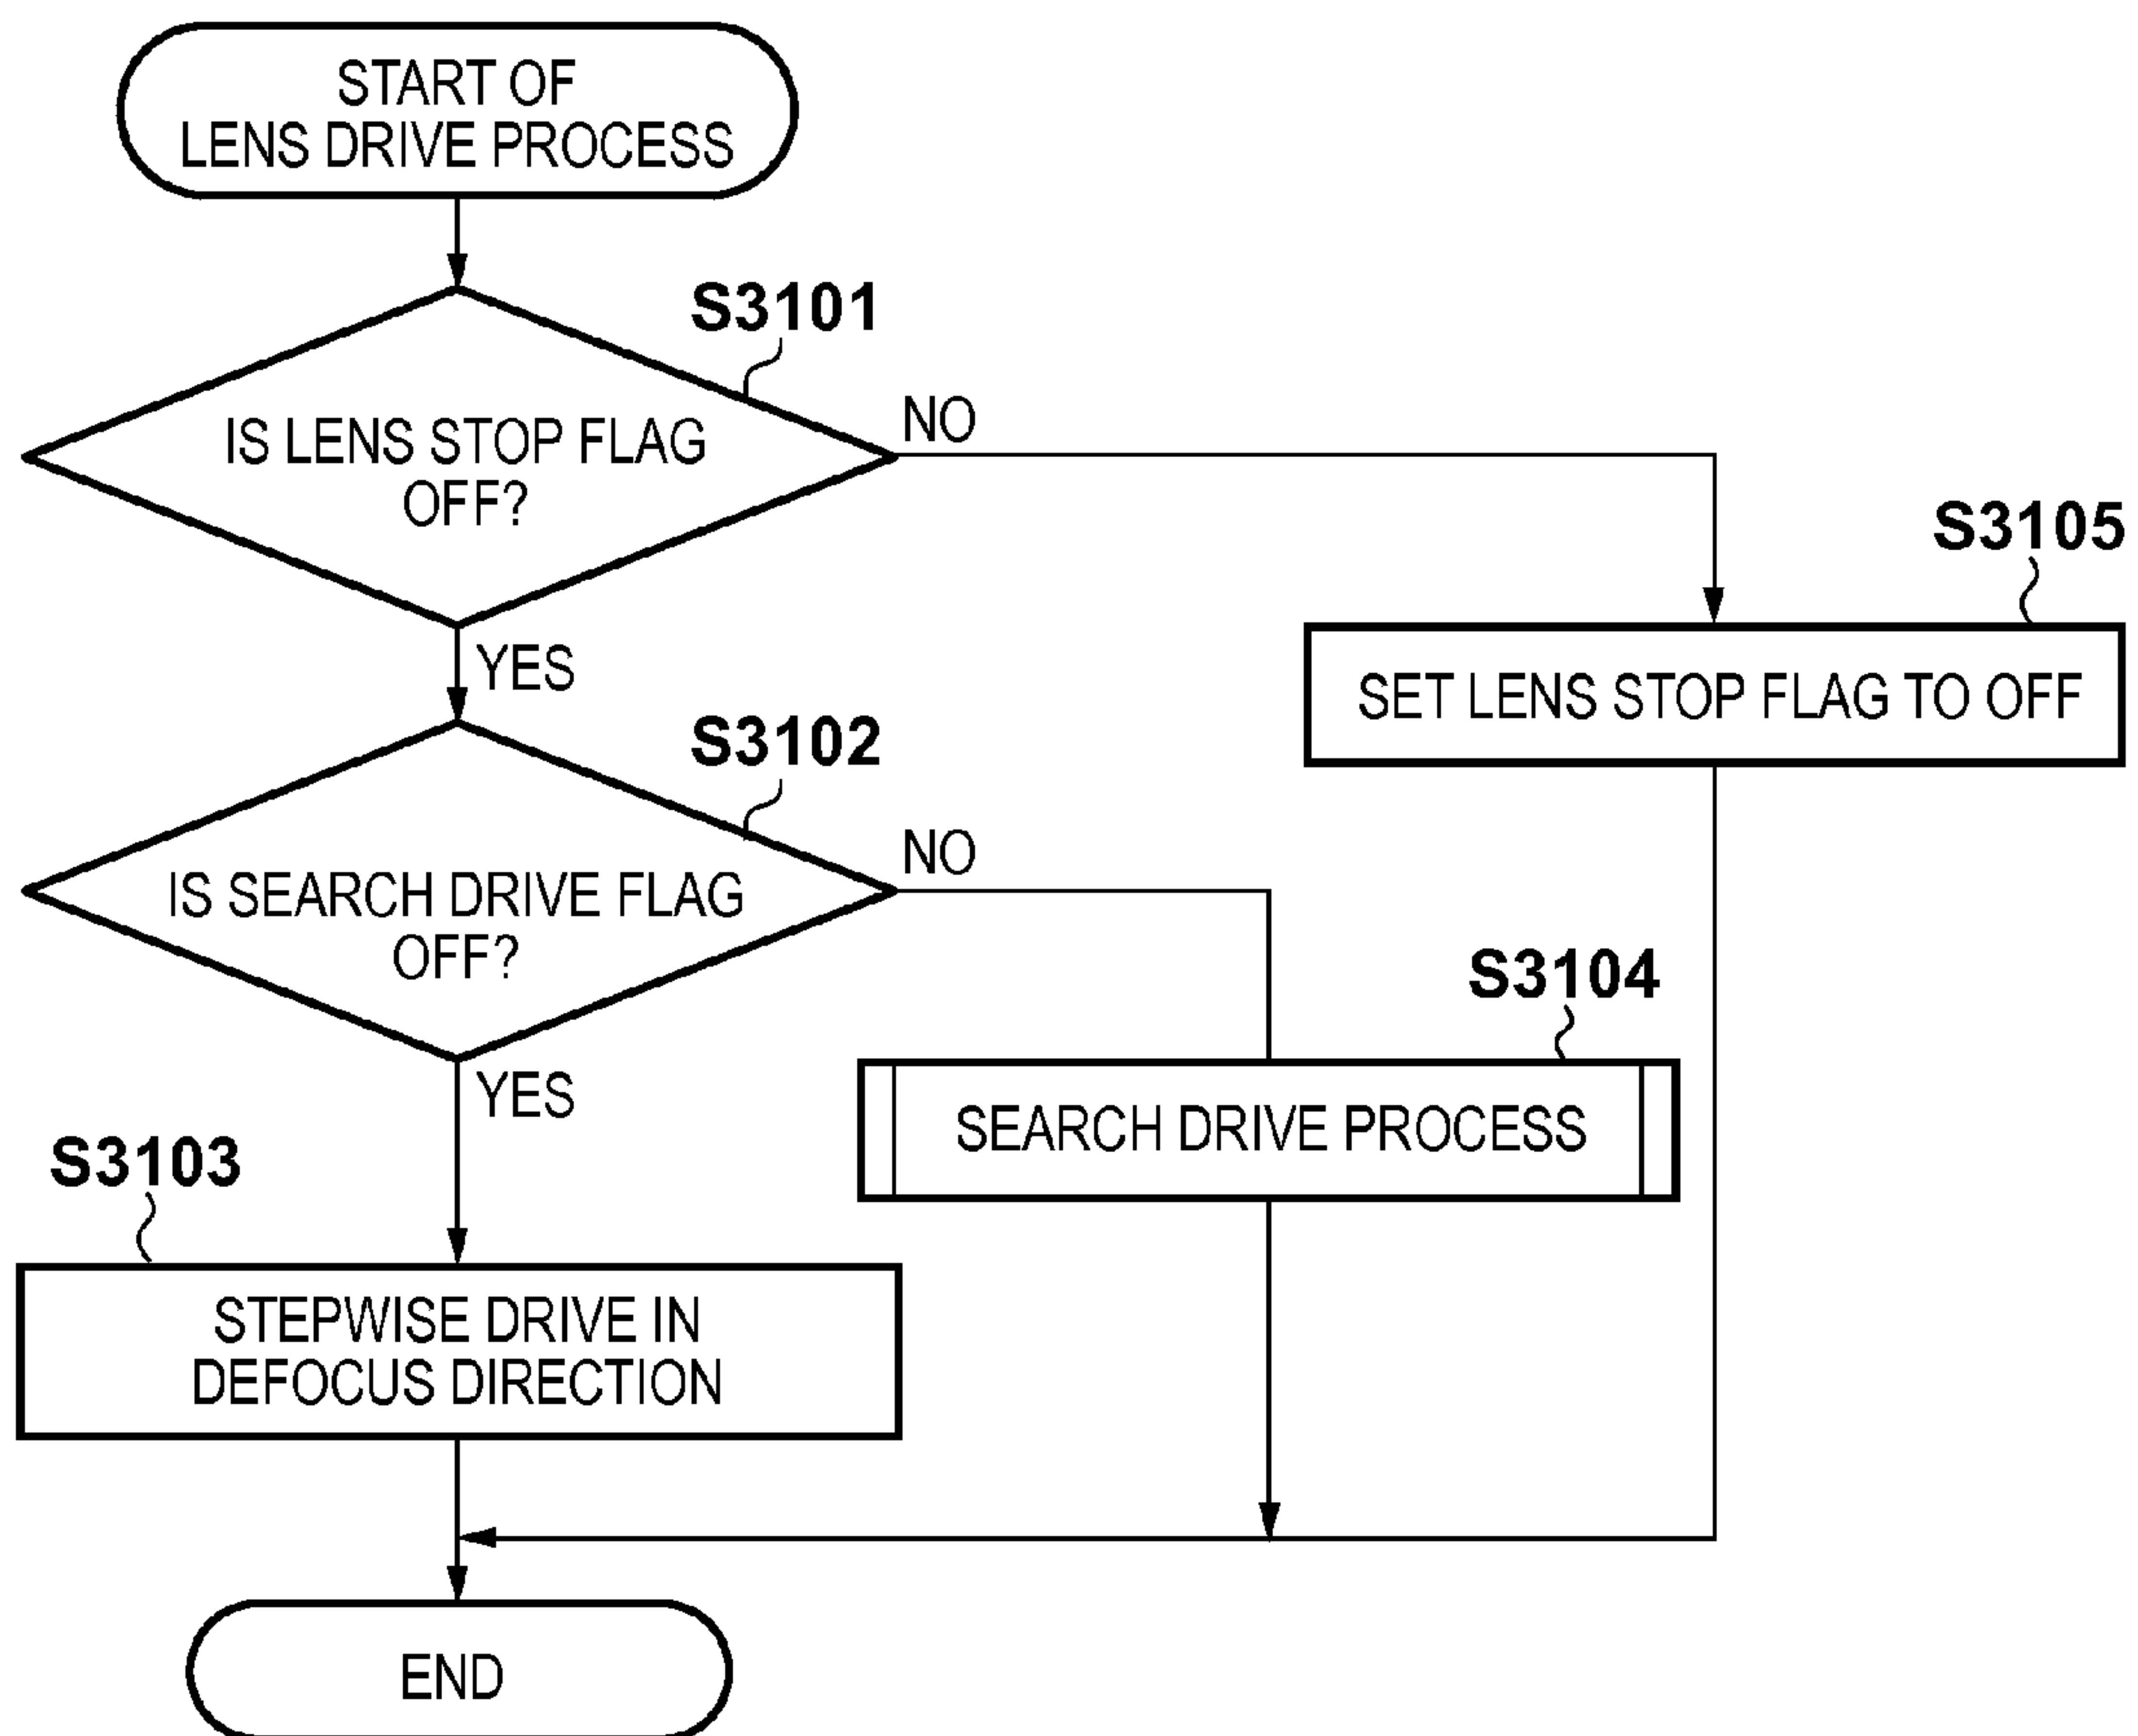 START OF
LENS DRIVE PROCESS
S3101
IS LENS STOP FLAG
OFF?
NO
YES
S3105
SET LENS STOP FLAG TO OFF
S3102
IS SEARCH DRIVE FLAG
OFF?
NO
YES
S3104
SEARCH DRIVE PROCESS
S3103
STEPWISE DRIVE IN
DEFOCUS DIRECTION
END